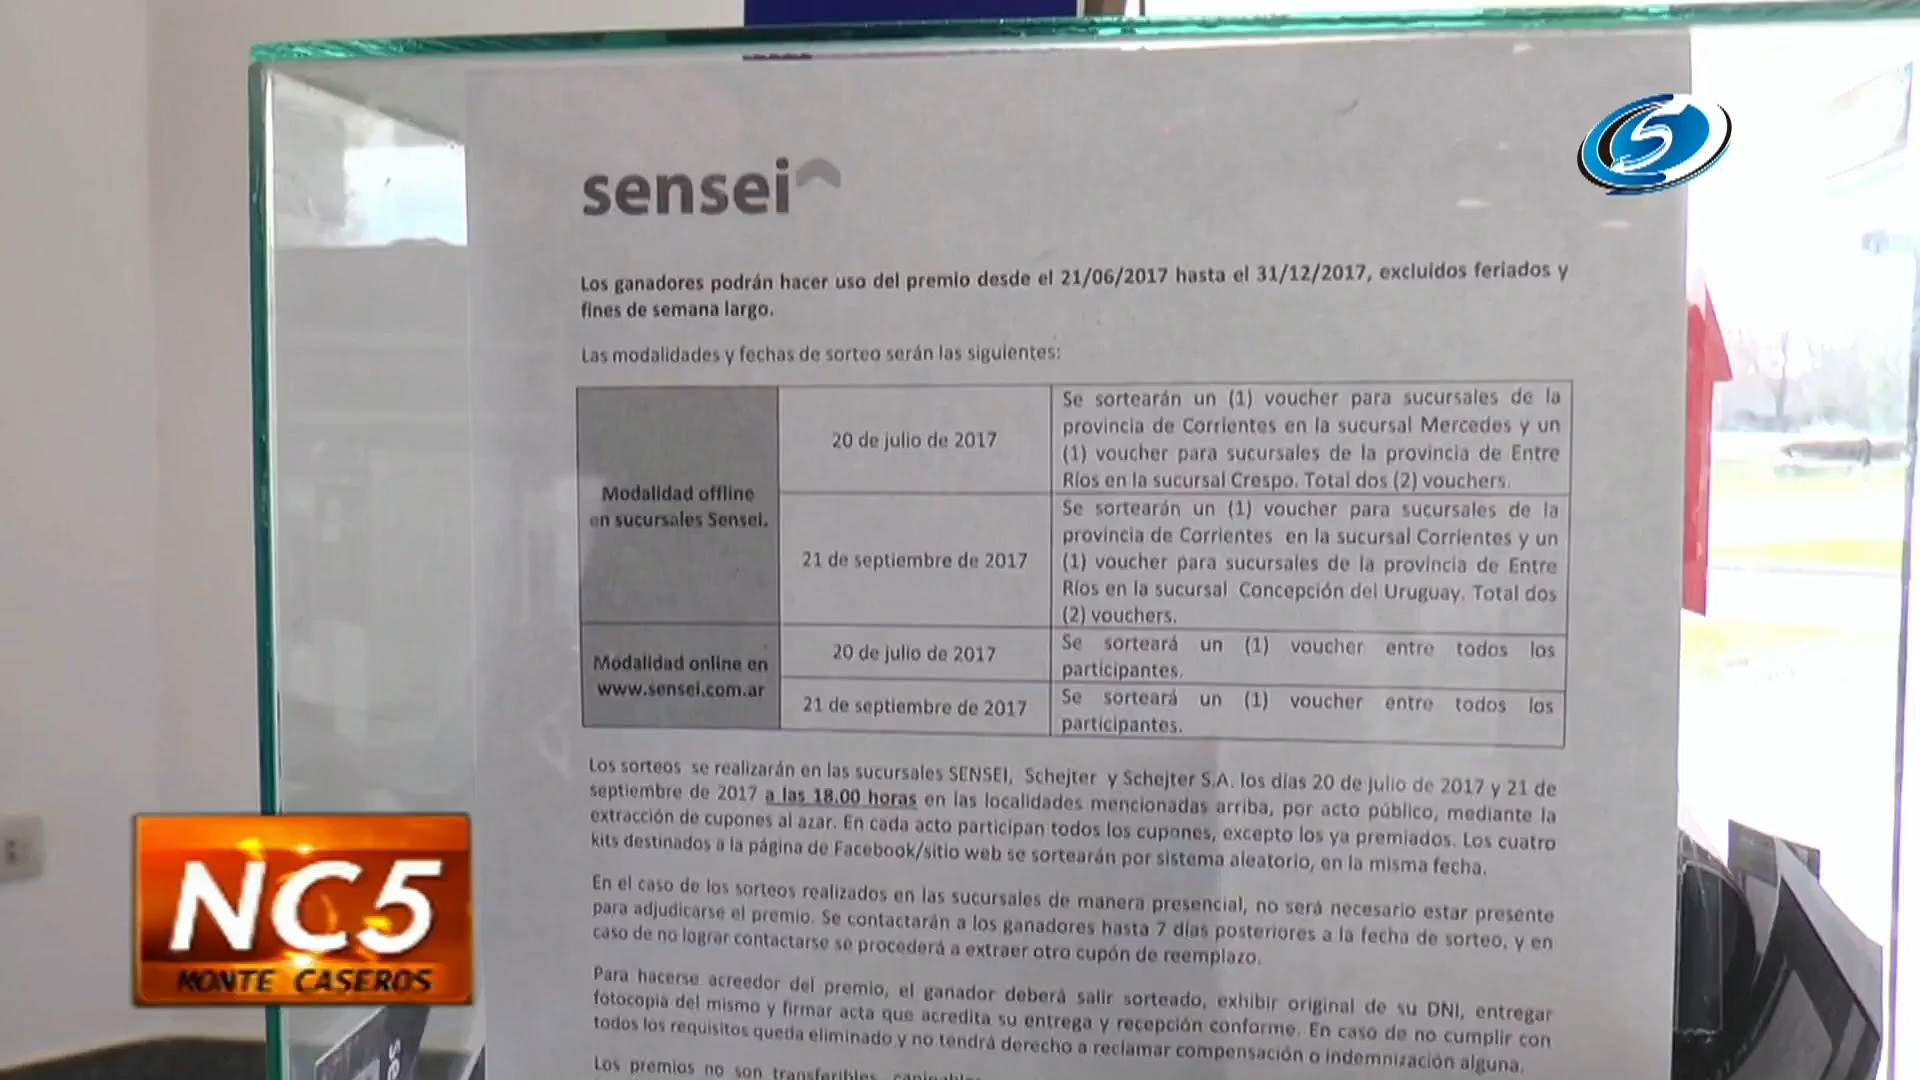 sensei
Los ganadores podrán hacer uso del premio desde el 21/06/2017 hasta el 31/12/2017, excluidos feriados y
fines de semana largo.
Las modalidades y fechas de sorteo serán las siguientes:
Modalidad offline
en sucursales Sensei.
20 de julio de 2017
Se sortearán un (1) voucher para sucursales de la
provincia de Corrientes en la sucursal Mercedes y un
(1) voucher para sucursales de la provincia de Entre
Ríos en la sucursal Crespo. Total dos (2) vouchers.
21 de septiembre de 2017
Se sortearán un (1) voucher para sucursales de la
provincia de Corrientes en la sucursal Corrientes y un
(1) voucher para sucursales de la provincia de Entre
Ríos en la sucursal Concepción del Uruguay. Total dos
(2) vouchers.
Modalidad online en
www.sensei.com.ar
20 de julio de 2017
Se sorteará un (1) voucher entre todos los
participantes.
21 de septiembre de 2017
Se sorteará un (1) voucher entre todos los
participantes.
Los sorteos se realizarán en las sucursales SENSEI, Schejter y Schejter S.A. los días 20 de julio de 2017 y 21 de
septiembre de 2017 a las 18.00 horas en las localidades mencionadas arriba, por acto público, mediante la
extracción de cupones al azar. En cada acto participan todos los cupones, excepto los ya premiados. Los cuatro
kits destinados a la página de Facebook/sitio web se sortearán por sistema aleatorio, en la misma fecha.
En el caso de los sorteos realizados en las sucursales de manera presencial, no será necesario estar presente
para adjudicarse el premio. Se contactarán a los ganadores hasta 7 días posteriores a la fecha de sorteo, y en
caso de no lograr contactarse se procederá a extraer otro cupón de reemplazo.
Para hacerse acreedor del premio, el ganador deberá salir sorteado, exhibir original de su DNI, entregar
fotocopia del mismo y firmar acta que acredita su entrega y recepción conforme. En caso de no cumplir con
todos los requisitos queda eliminado y no tendrá derecho a reclamar compensación o indemnización alguna.
Los premios no son transferibles,
5
NC5
MONTE CASEROS